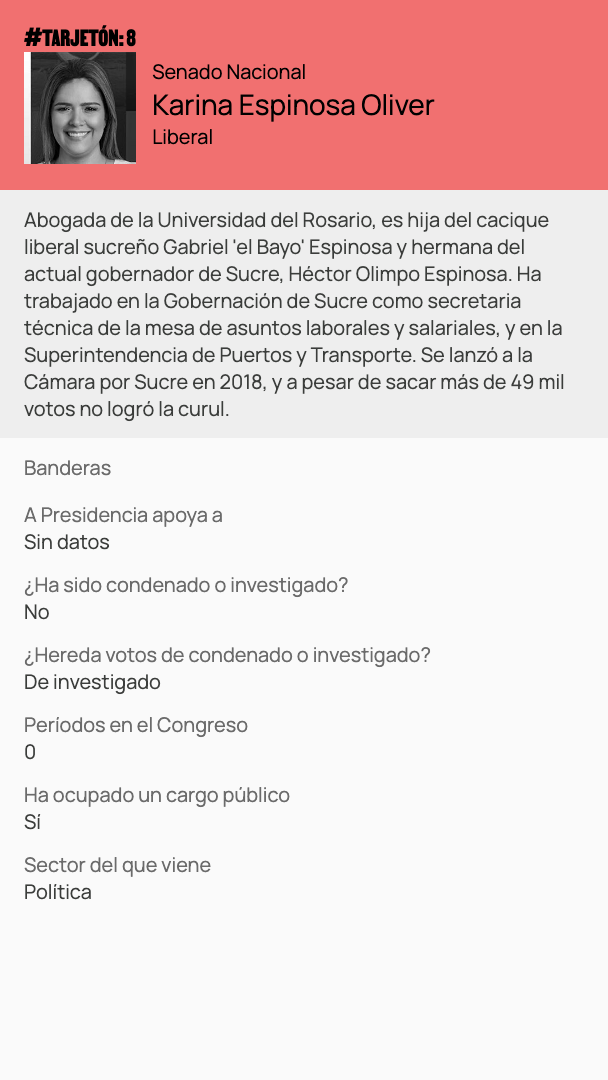 #TARJETÓN: 8
Senado Nacional
Karina Espinosa Oliver
Liberal
Abogada de la Universidad del Rosario, es hija del cacique
liberal sucreño Gabriel 'el Bayo' Espinosa y hermana del
actual gobernador de Sucre, Héctor Olimpo Espinosa. Ha
trabajado en la Gobernación de Sucre como secretaria
técnica de la mesa de asuntos laborales y salariales, y en la
Superintendencia de Puertos y Transporte. Se lanzó a la
Cámara por Sucre en 2018, y a pesar de sacar más de 49 mil
votos no logró la curul.
Banderas
A Presidencia apoya a
Sin datos
¿Ha sido condenado o investigado?
No
¿Hereda votos de condenado o investigado?
De investigado
Períodos en el Congreso
0
Ha ocupado un cargo público
Sí
Sector del que viene
Política